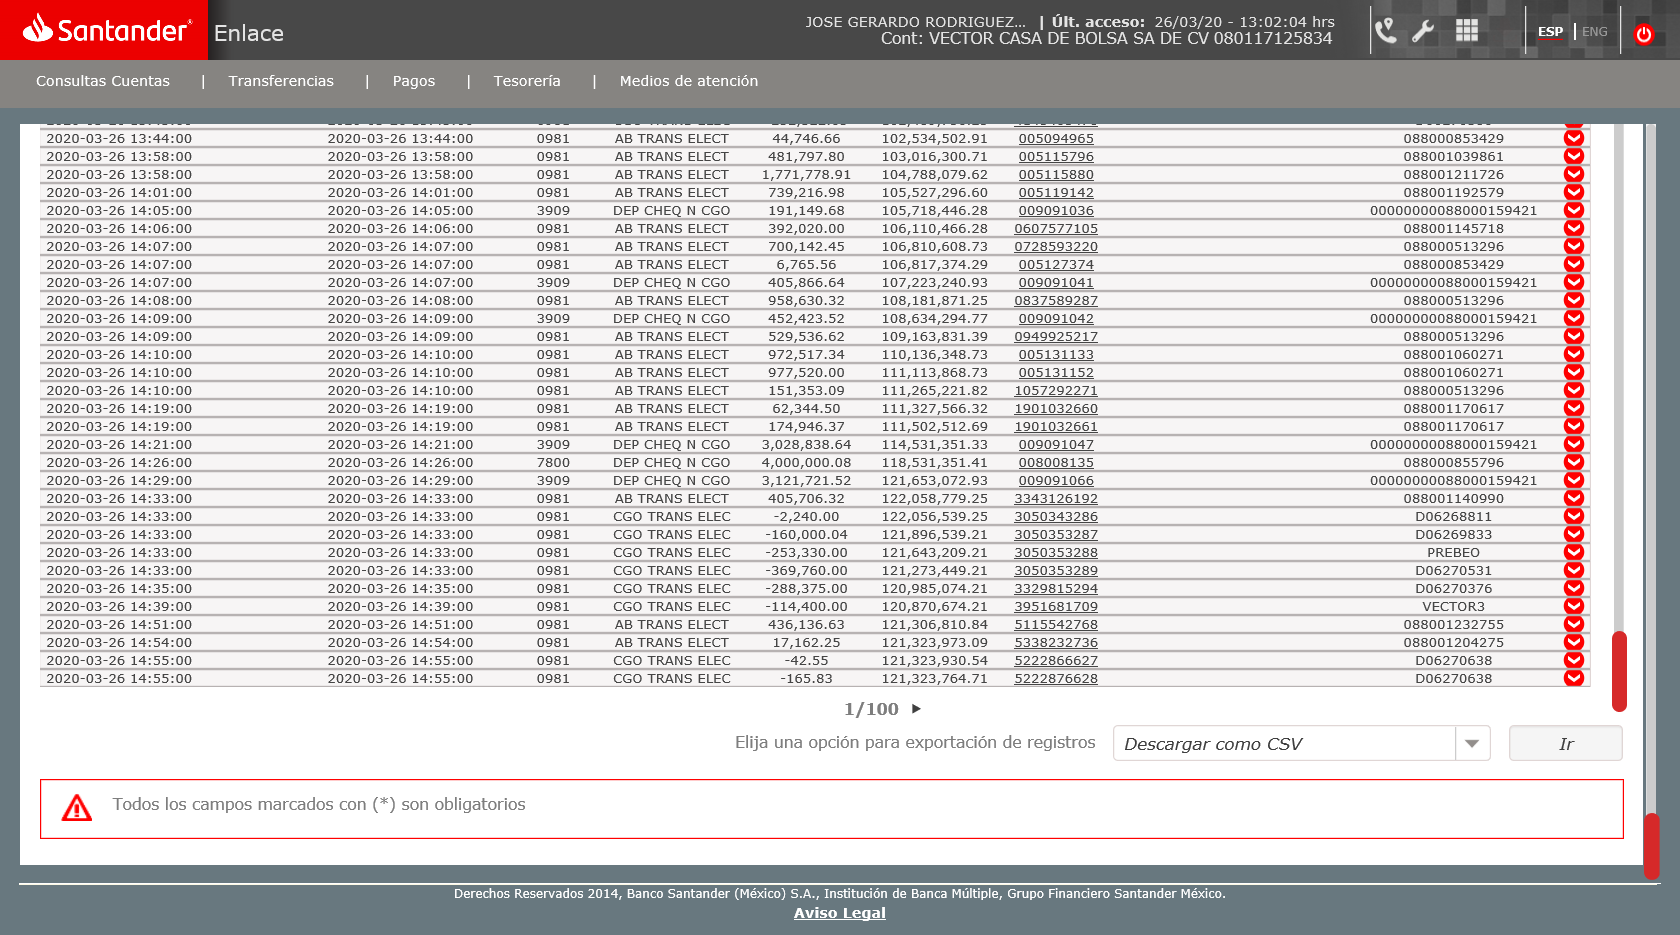 Santander Enlace
JOSE GERARDO RODRIGUEZ... | Últ. acceso: 26/03/20 - 13:02:04 hrs
Cont: VECTOR CASA DE BOLSA SA DE CV 080117125834
ESP | ENG
Consultas Cuentas | Transferencias | Pagos | Tesorería | Medios de atención
2020-03-26 13:44:00 2020-03-26 13:44:00 0981 AB TRANS ELECT 44,746.66 102,534,502.91 005094965 088000853429
2020-03-26 13:58:00 2020-03-26 13:58:00 0981 AB TRANS ELECT 481,797.80 103,016,300.71 005115796 088001039861
2020-03-26 13:58:00 2020-03-26 13:58:00 0981 AB TRANS ELECT 1,771,778.91 104,788,079.62 005115880 088001211726
2020-03-26 14:01:00 2020-03-26 14:01:00 0981 AB TRANS ELECT 739,216.98 105,527,296.60 005119142 088001192579
2020-03-26 14:05:00 2020-03-26 14:05:00 3909 DEP CHEQ N CGO 191,149.68 105,718,446.28 009091036 00000000088000159421
2020-03-26 14:06:00 2020-03-26 14:06:00 0981 AB TRANS ELECT 392,020.00 106,110,466.28 0607577105 088001145718
2020-03-26 14:07:00 2020-03-26 14:07:00 0981 AB TRANS ELECT 700,142.45 106,810,608.73 0728593220 088000513296
2020-03-26 14:07:00 2020-03-26 14:07:00 0981 AB TRANS ELECT 6,765.56 106,817,374.29 005127374 088000853429
2020-03-26 14:07:00 2020-03-26 14:07:00 3909 DEP CHEQ N CGO 405,866.64 107,223,240.93 009091041 00000000088000159421
2020-03-26 14:08:00 2020-03-26 14:08:00 0981 AB TRANS ELECT 958,630.32 108,181,871.25 0837589287 088000513296
2020-03-26 14:09:00 2020-03-26 14:09:00 3909 DEP CHEQ N CGO 452,423.52 108,634,294.77 009091042 00000000088000159421
2020-03-26 14:09:00 2020-03-26 14:09:00 0981 AB TRANS ELECT 529,536.62 109,163,831.39 0949925217 088000513296
2020-03-26 14:10:00 2020-03-26 14:10:00 0981 AB TRANS ELECT 972,517.34 110,136,348.73 005131133 088001060271
2020-03-26 14:10:00 2020-03-26 14:10:00 0981 AB TRANS ELECT 977,520.00 111,113,868.73 005131152 088001060271
2020-03-26 14:10:00 2020-03-26 14:10:00 0981 AB TRANS ELECT 151,353.09 111,265,221.82 1057292271 088000513296
2020-03-26 14:19:00 2020-03-26 14:19:00 0981 AB TRANS ELECT 62,344.50 111,327,566.32 1901032660 088001170617
2020-03-26 14:19:00 2020-03-26 14:19:00 0981 AB TRANS ELECT 174,946.37 111,502,512.69 1901032661 088001170617
2020-03-26 14:21:00 2020-03-26 14:21:00 3909 DEP CHEQ N CGO 3,028,838.64 114,531,351.33 009091047 00000000088000159421
2020-03-26 14:26:00 2020-03-26 14:26:00 7800 DEP CHEQ N CGO 4,000,000.08 118,531,351.41 008008135 088000855796
2020-03-26 14:29:00 2020-03-26 14:29:00 3909 DEP CHEQ N CGO 3,121,721.52 121,653,072.93 009091066 00000000088000159421
2020-03-26 14:33:00 2020-03-26 14:33:00 0981 AB TRANS ELECT 405,706.32 122,058,779.25 3343126192 088001140990
2020-03-26 14:33:00 2020-03-26 14:33:00 0981 CGO TRANS ELEC -2,240.00 122,056,539.25 3050343286 D06268811
2020-03-26 14:33:00 2020-03-26 14:33:00 0981 CGO TRANS ELEC -160,000.04 121,896,539.21 3050353287 D06269833
2020-03-26 14:33:00 2020-03-26 14:33:00 0981 CGO TRANS ELEC -253,330.00 121,643,209.21 3050353288 PREBEO
2020-03-26 14:33:00 2020-03-26 14:33:00 0981 CGO TRANS ELEC -369,760.00 121,273,449.21 3050353289 D06270531
2020-03-26 14:35:00 2020-03-26 14:35:00 0981 CGO TRANS ELEC -288,375.00 120,985,074.21 3329815294 D06270376
2020-03-26 14:39:00 2020-03-26 14:39:00 0981 CGO TRANS ELEC -114,400.00 120,870,674.21 3951681709 VECTOR3
2020-03-26 14:51:00 2020-03-26 14:51:00 0981 AB TRANS ELECT 436,136.63 121,306,810.84 5115542768 088001232755
2020-03-26 14:54:00 2020-03-26 14:54:00 0981 AB TRANS ELECT 17,162.25 121,323,973.09 5338232736 088001204275
2020-03-26 14:55:00 2020-03-26 14:55:00 0981 CGO TRANS ELEC -42.55 121,323,930.54 5222866627 D06270638
2020-03-26 14:55:00 2020-03-26 14:55:00 0981 CGO TRANS ELEC -165.83 121,323,764.71 5222876628 D06270638
1/100
Elija una opción para exportación de registros Descargar como CSV Ir
Todos los campos marcados con (*) son obligatorios
Derechos Reservados 2014, Banco Santander (México) S.A., Institución de Banca Múltiple, Grupo Financiero Santander México.
Aviso Legal